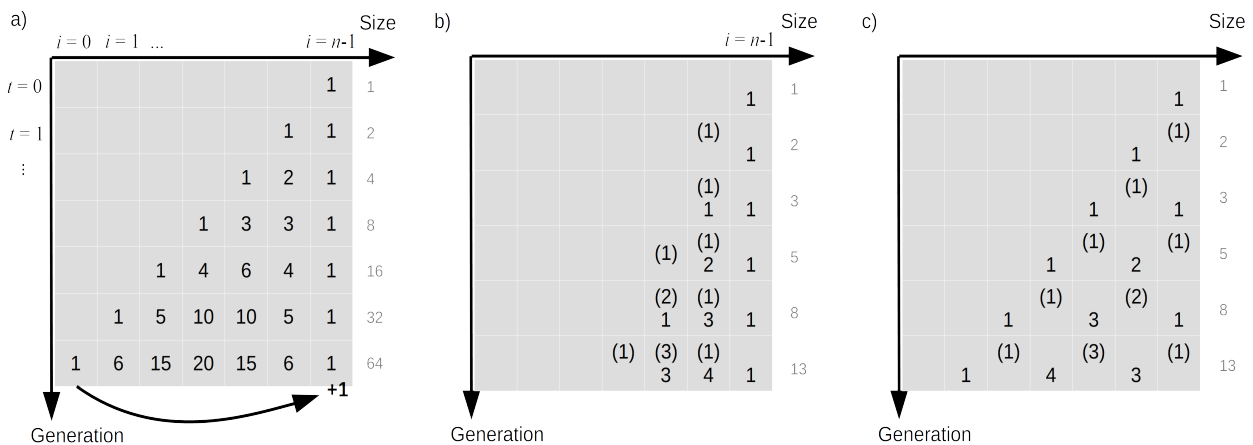 a)
Size
i = 0 i = 1 ... i = n-1
t = 0 1 1
t = 1 1 1 2
⋮ 1 2 1 4
1 3 3 1 8
1 4 6 4 1 16
1 5 10 10 5 1 32
1 6 15 20 15 6 1 64
+1
Generation
b)
Size
i = n-1
1
1
(1)
2
1
(1)
3
1 1
(1) (1)
5
2 1
(2) (1)
8
1 3 1
(1) (3) (1)
13
3 4 1
Generation
c)
Size
1
1
(1)
2
1
(1)
3
1 1
(1) (1)
5
1 2
(1) (2)
8
1 3 1
(1) (3) (1)
13
1 4 3
Generation